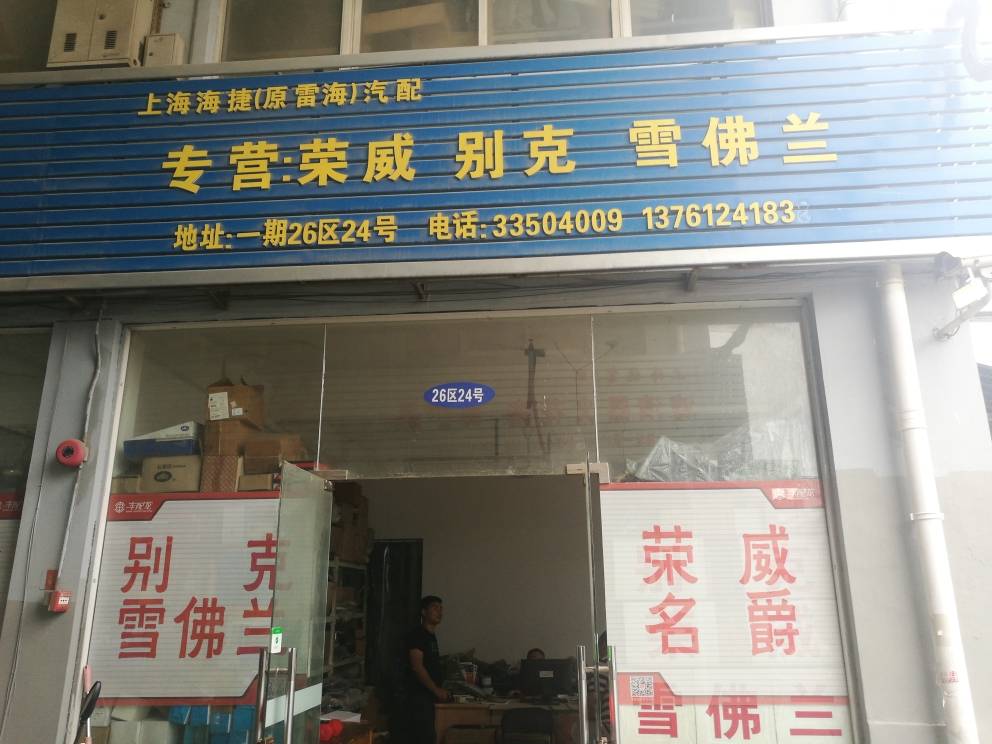 上海海捷(原雷海)汽配
专营:荣威 别克 雪佛兰
地址:一期26区24号 电话:33504009 1376124183
26区24号
别克
雪佛兰
荣威
名爵
雪佛兰